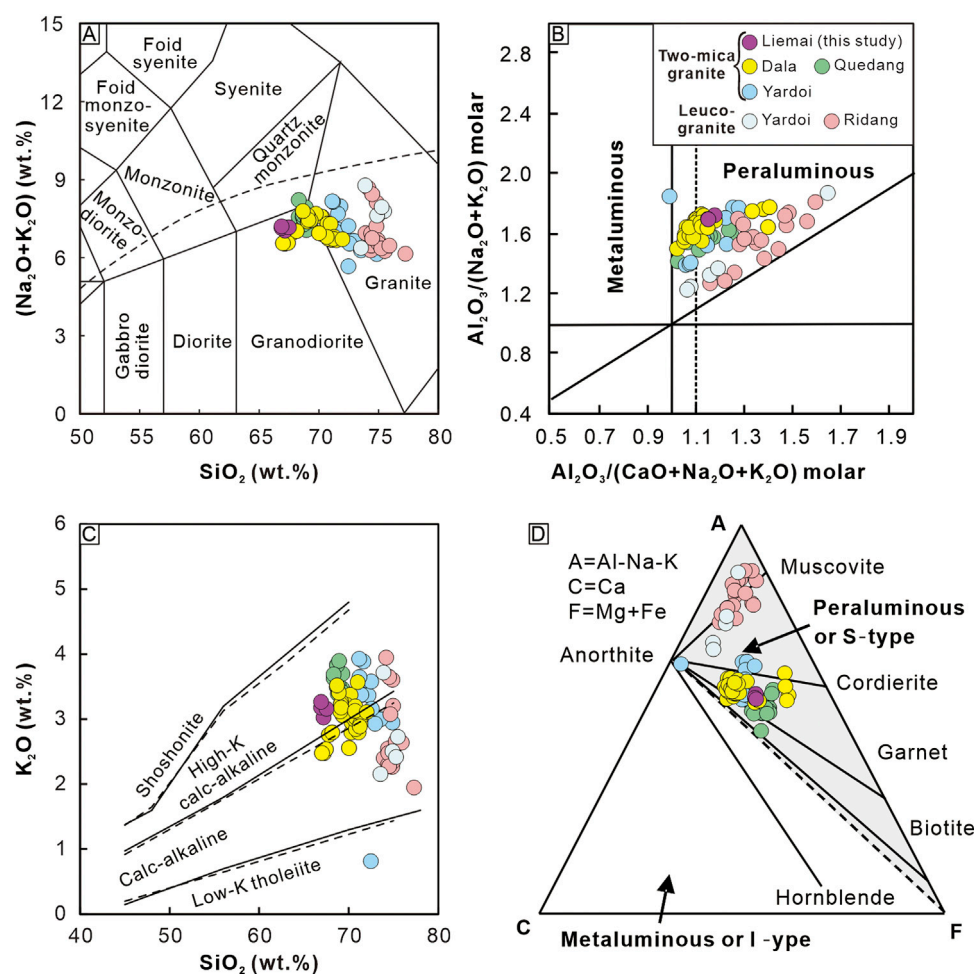 A
15
12
9
6
3
0
(Na₂O+K₂O) (wt.%)
Foid
syenite
Foid
monzo-
syenite
Syenite
Quartz
monzonite
Monzonite
Monzo-
diorite
Gabbro
diorite
Diorite
Granodiorite
Granite
50 60 70 80
SiO₂ (wt.%)
B
2.8
2.4
2.0
1.6
1.2
0.8
0.4
Al₂O₃/(Na₂O+K₂O) molar
Two-mica
granite
Liemai (this study)
Dala Quedang
Yardoi
Leuco-
granite
Yardoi Ridang
Metaluminous
Peraluminous
0.5 0.7 0.9 1.1 1.3 1.5 1.7 1.9
Al₂O₃/(CaO+Na₂O+K₂O) molar
C
6
5
4
3
2
1
0
K₂O (wt.%)
Shoshonite
High-K
calc-alkaline
Calc-alkaline
Low-K tholeiite
40 50 60 70 80
SiO₂ (wt.%)
D
A
A=Al-Na-K
C=Ca
F=Mg+Fe
Muscovite
Peraluminous
or S-type
Anorthite
Cordierite
Garnet
Biotite
Hornblende
C
Metaluminous or I -ype
F